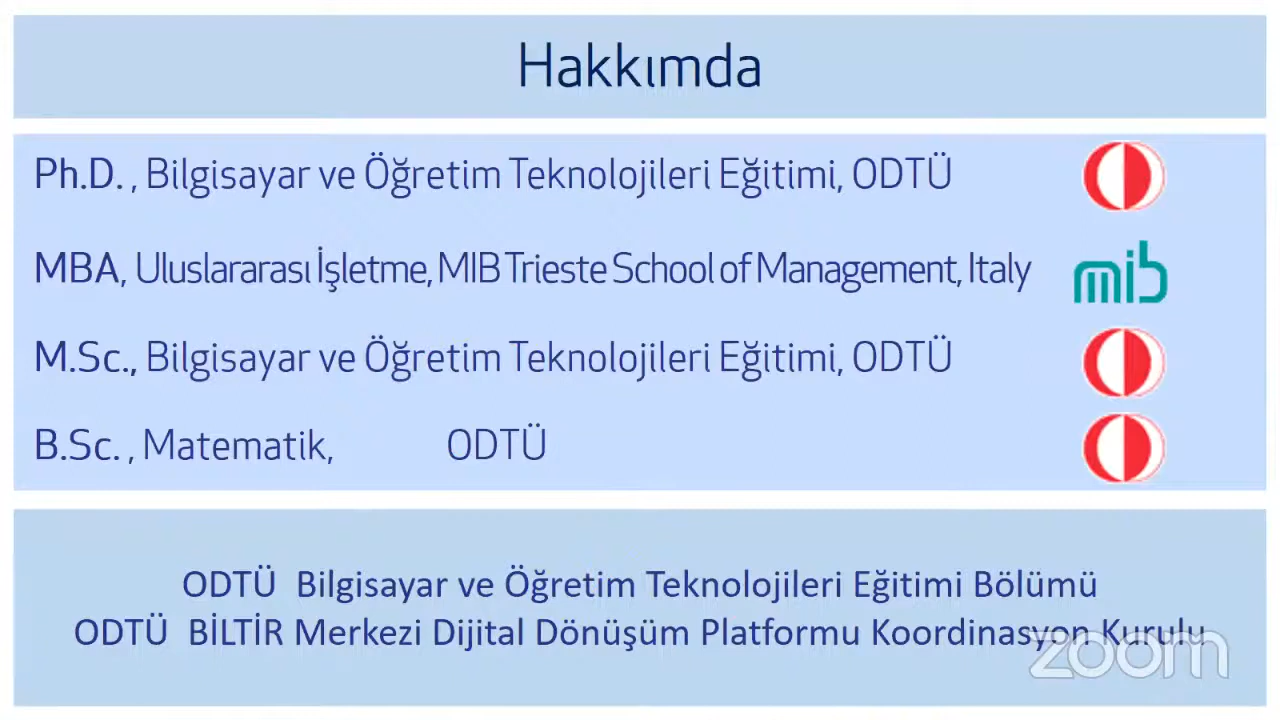 Hakkımda
Ph.D. , Bilgisayar ve Öğretim Teknolojileri Eğitimi, ODTÜ
MBA, Uluslararası İşletme, MIB Trieste School of Management, Italy
mib
M.Sc., Bilgisayar ve Öğretim Teknolojileri Eğitimi, ODTÜ
B.Sc. , Matematik, ODTÜ
ODTÜ Bilgisayar ve Öğretim Teknolojileri Eğitimi Bölümü
ODTÜ BİLTİR Merkezi Dijital Dönüşüm Platformu Koordinasyon Kurulu
zoom